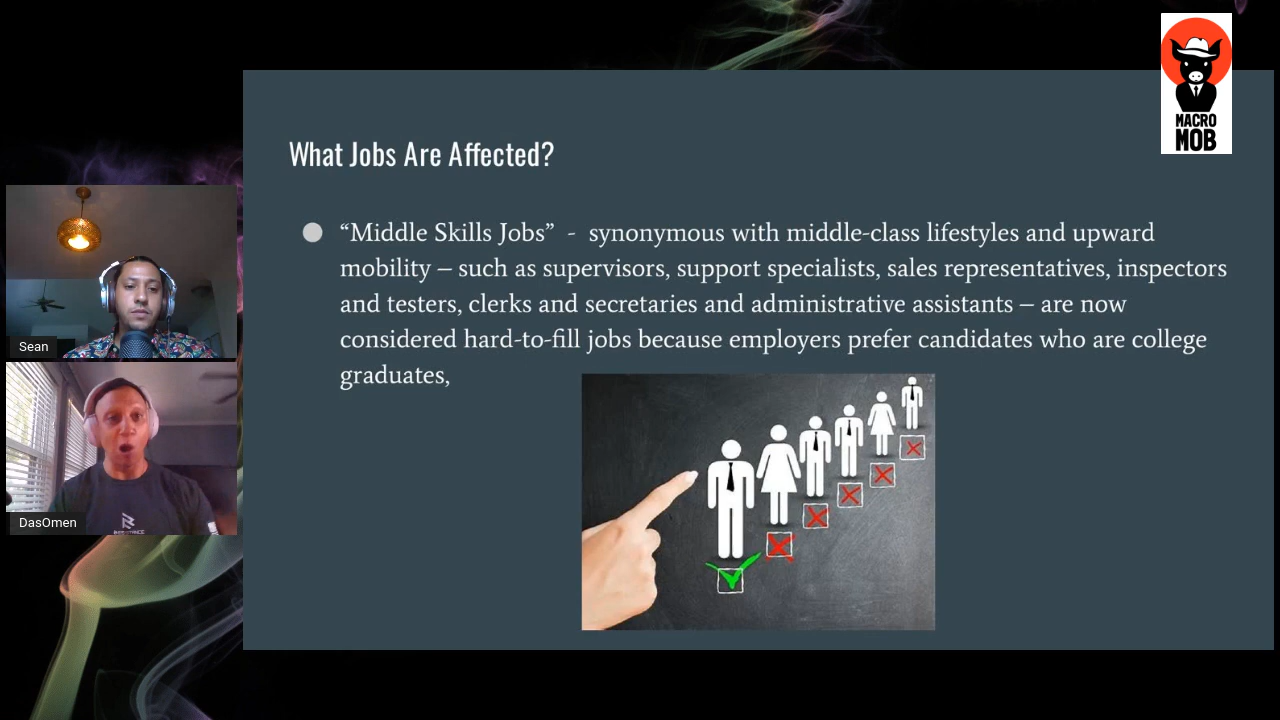 MACRO
MOB
What Jobs Are Affected?
“Middle Skills Jobs” - synonymous with middle-class lifestyles and upward
mobility – such as supervisors, support specialists, sales representatives, inspectors
and testers, clerks and secretaries and administrative assistants – are now
considered hard-to-fill jobs because employers prefer candidates who are college
graduates,
Sean
DasOmen